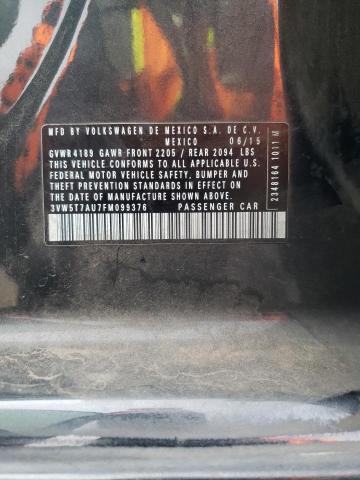 MFD BY VOLKSWAGEN DE MEXICO S.A. DE C.V.
MEXICO 06/15
GVWR4189 GAWR FRONT2205 / REAR 2094 LBS
THIS VEHICLE CONFORMS TO ALL APPLICABLE U.S.
FEDERAL MOTOR VEHICLE SAFETY, BUMPER AND
THEFT PREVENTION STANDARDS IN EFFECT ON
THE DATE OF MANUFACTURE SHOWN ABOVE.
3VW5T7AU7FM099376 PASSENGER CAR
2348164 1011 M